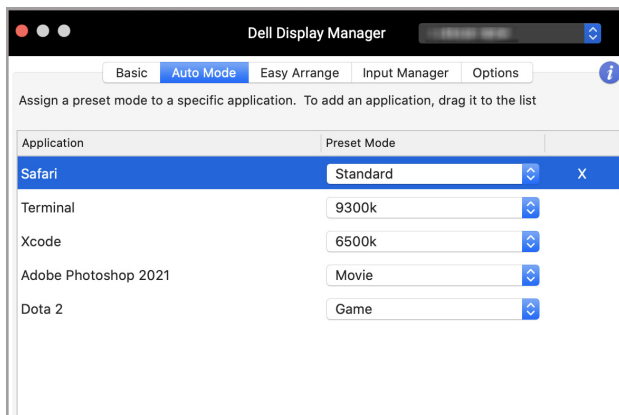 Dell Display Manager
Basic Auto Mode Easy Arrange Input Manager Options i
Assign a preset mode to a specific application. To add an application, drag it to the list
Application Preset Mode
Safari Standard X
Terminal 9300k
Xcode 6500k
Adobe Photoshop 2021 Movie
Dota 2 Game